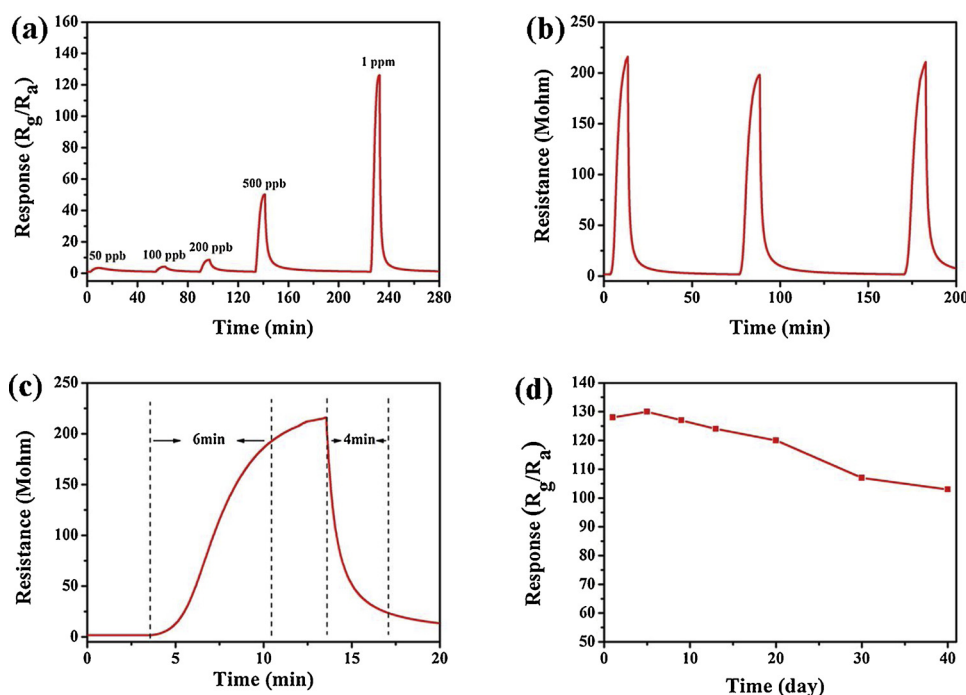 (a)
Response (Rg/Ra)
160
140
120
100
80
60
40
20
0
50 ppb
100 ppb
200 ppb
500 ppb
1 ppm
0 40 80 120 160 200 240 280
Time (min)
(b)
Resistance (Mohm)
250
200
150
100
50
0
0 50 100 150 200
Time (min)
(c)
Resistance (Mohm)
250
200
150
100
50
0
6min
4min
0 5 10 15 20
Time (min)
(d)
Response (Rg/Ra)
140
130
120
110
100
90
80
70
60
50
0 10 20 30 40
Time (day)